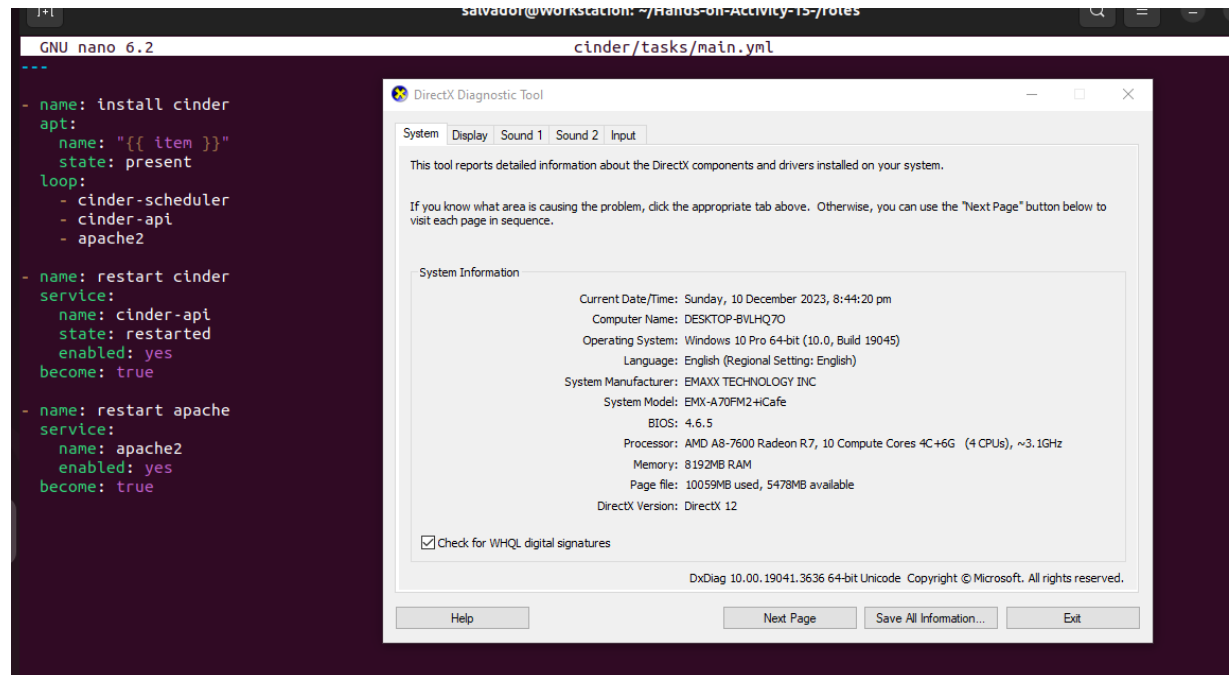 salvador@workstation: ~/Hands-on-Activity-15-/roles
GNU nano 6.2 cinder/tasks/main.yml
---
- name: install cinder
apt:
name: "{{ item }}"
state: present
loop:
- cinder-scheduler
- cinder-api
- apache2
- name: restart cinder
service:
name: cinder-api
state: restarted
enabled: yes
become: true
- name: restart apache
service:
name: apache2
enabled: yes
become: true
DirectX Diagnostic Tool
System Display Sound 1 Sound 2 Input
This tool reports detailed information about the DirectX components and drivers installed on your system.
If you know what area is causing the problem, click the appropriate tab above.  Otherwise, you can use the "Next Page" button below to
visit each page in sequence.
System Information
Current Date/Time: Sunday, 10 December 2023, 8:44:20 pm
Computer Name: DESKTOP-BVLHQ7O
Operating System: Windows 10 Pro 64-bit (10.0, Build 19045)
Language: English (Regional Setting: English)
System Manufacturer: EMAXX TECHNOLOGY INC
System Model: EMX-A70FM2+iCafe
BIOS: 4.6.5
Processor: AMD A8-7600 Radeon R7, 10 Compute Cores 4C+6G  (4 CPUs), ~3.1GHz
Memory: 8192MB RAM
Page file: 10059MB used, 5478MB available
DirectX Version: DirectX 12
Check for WHQL digital signatures
DxDiag 10.00.19041.3636 64-bit Unicode  Copyright © Microsoft. All rights reserved.
Help Next Page Save All Information... Exit